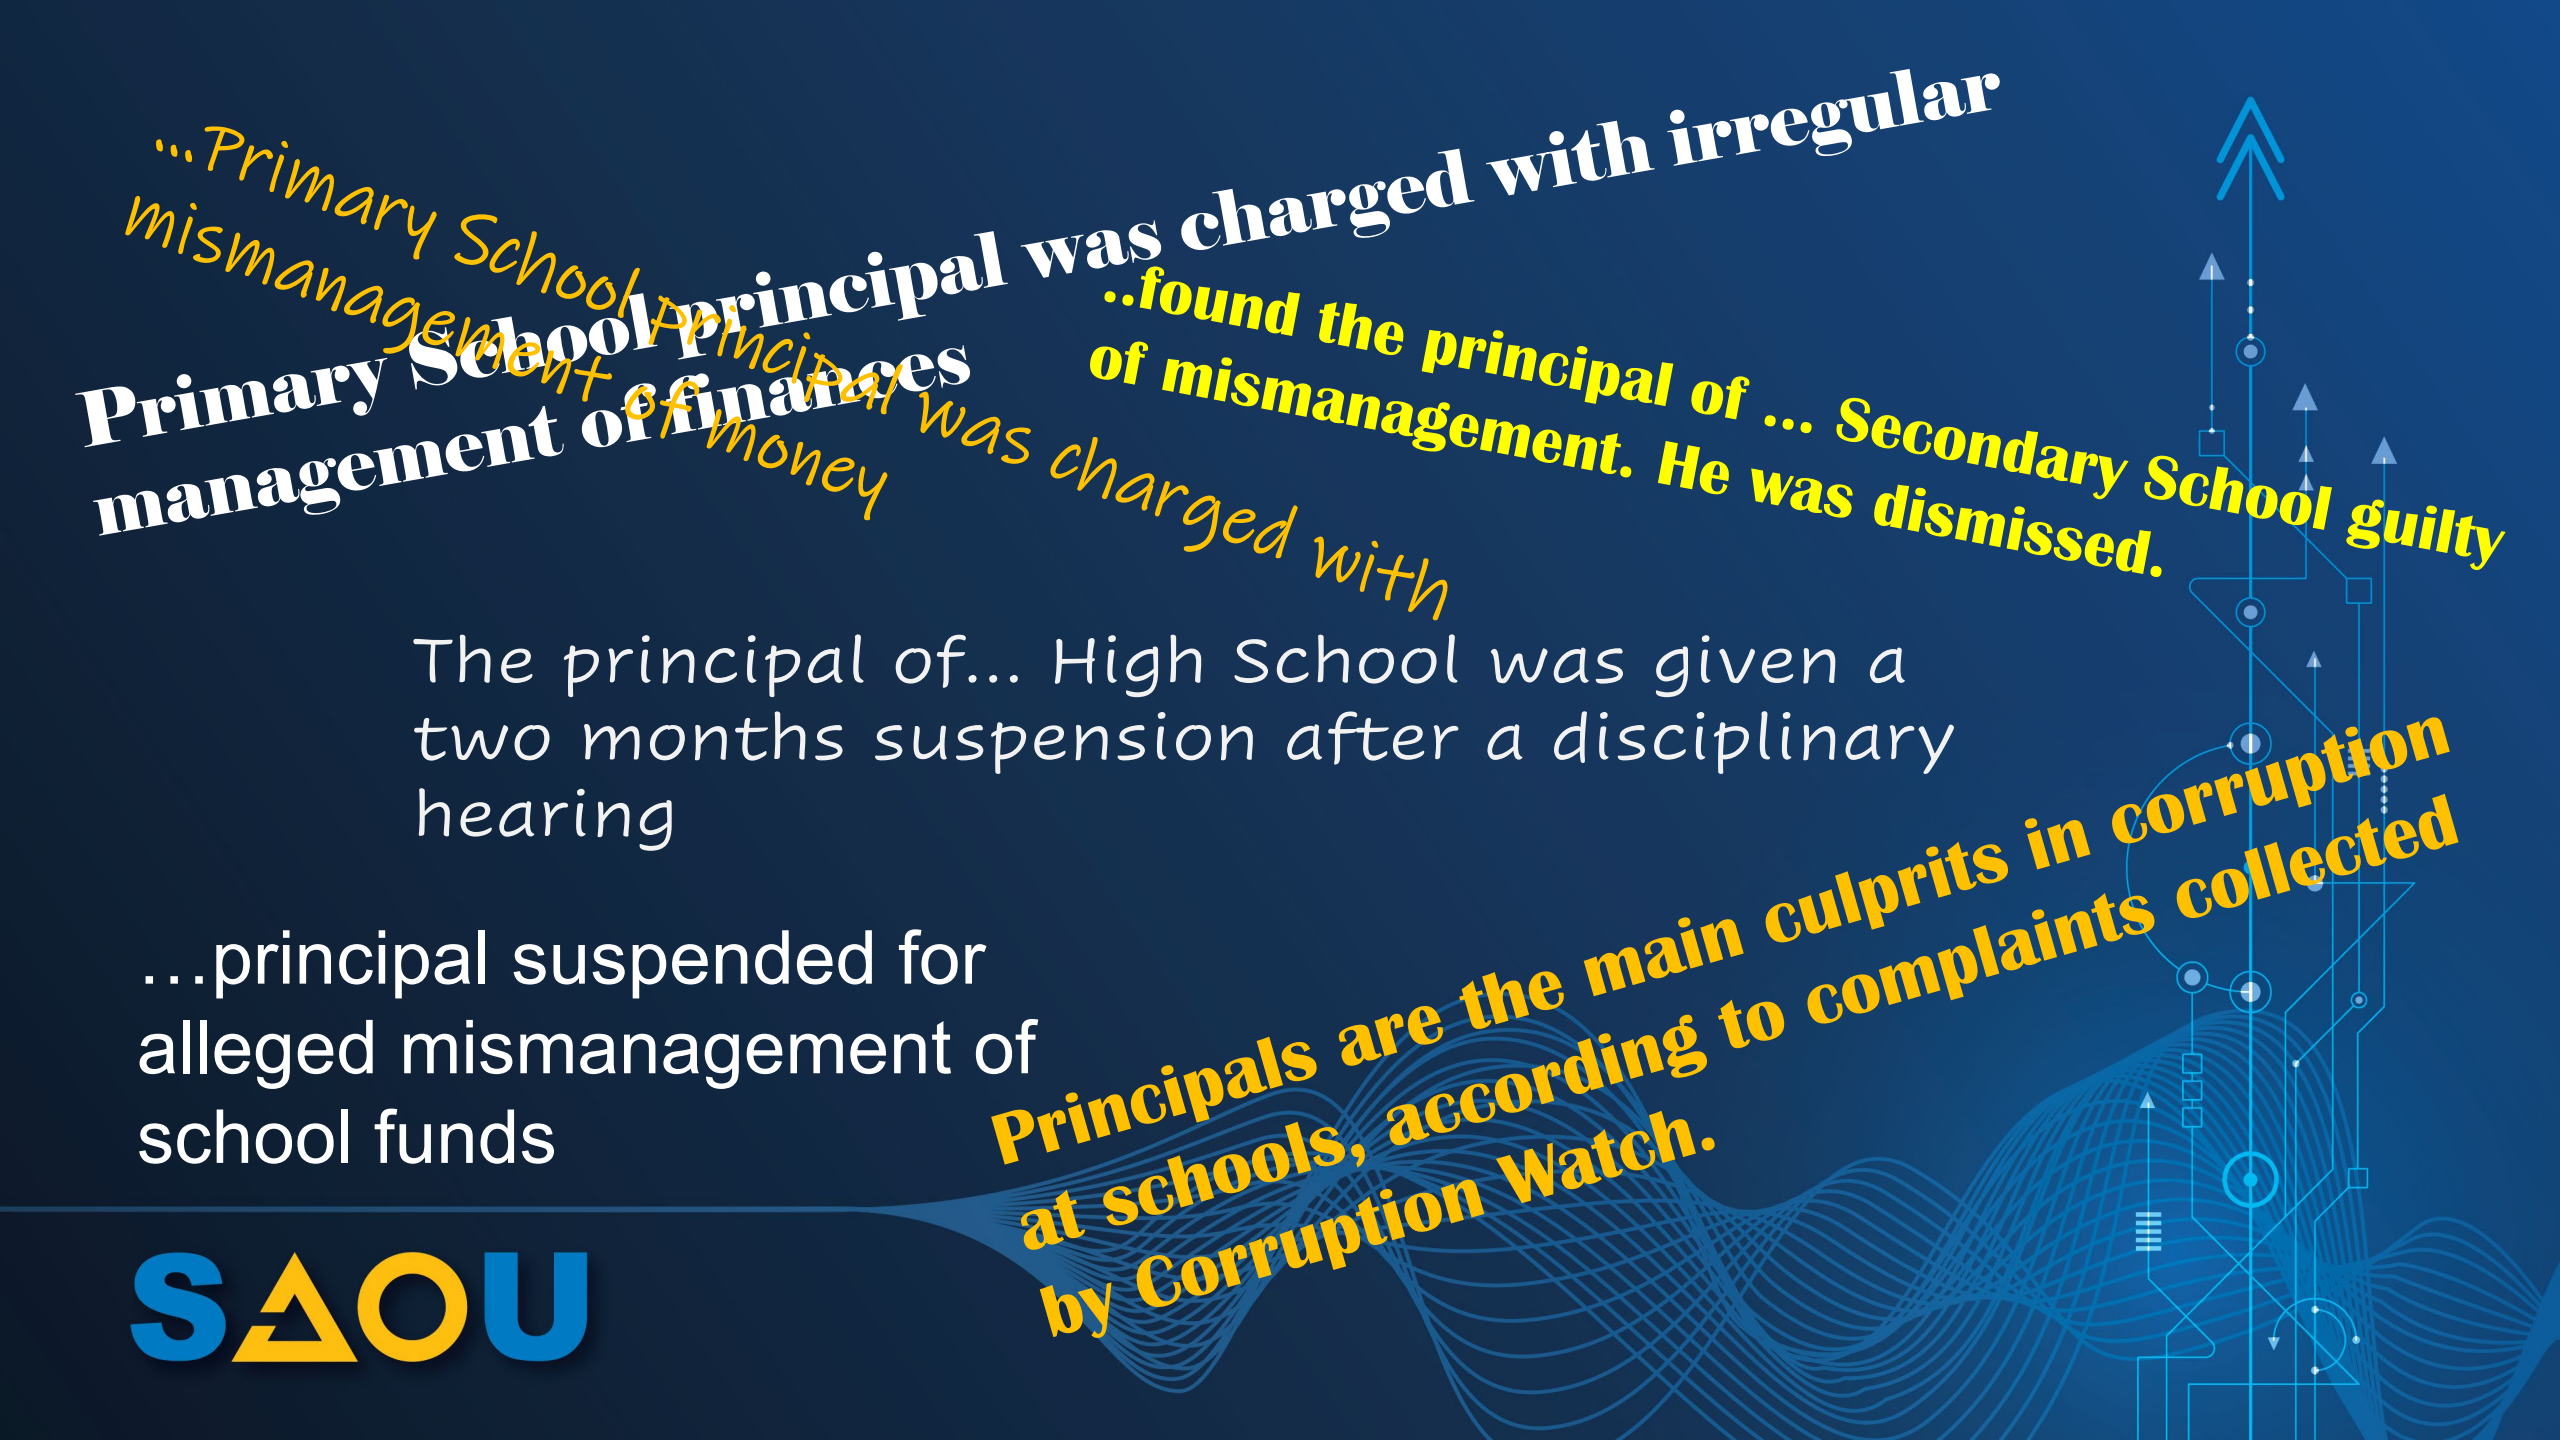 ...Primary School Principal was charged with
mismanagement of money
Primary School principal was charged with irregular
management of finances
..found the principal of ... Secondary School guilty
of mismanagement. He was dismissed.
The principal of... High School was given a
two months suspension after a disciplinary
hearing
...principal suspended for
alleged mismanagement of
school funds
Principals are the main culprits in corruption
at schools, according to complaints collected
by Corruption Watch.
SAOU